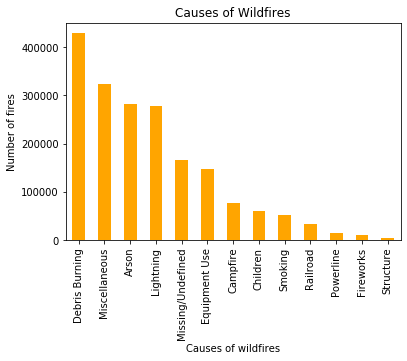 Causes of Wildfires
Number of fires
400000
300000
200000
100000
0
Debris Burning
Miscellaneous
Arson
Lightning
Missing/Undefined
Equipment Use
Campfire
Children
Smoking
Railroad
Powerline
Fireworks
Structure
Causes of wildfires